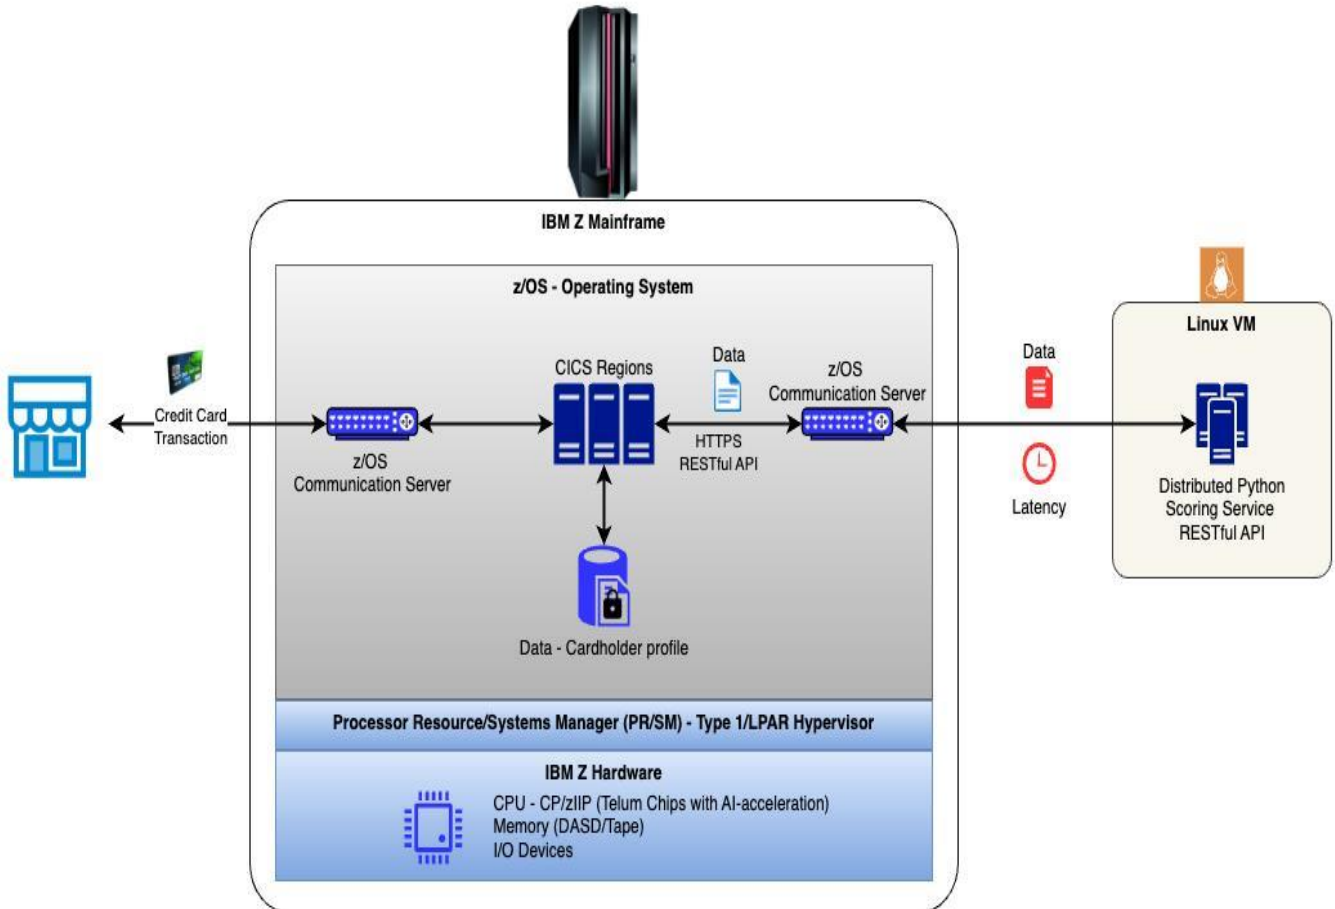 IBM Z Mainframe
z/OS - Operating System
Linux VM
Credit Card
Transaction
z/OS
Communication Server
CICS Regions
Data
HTTPS
RESTful API
z/OS
Communication Server
Data
Latency
Distributed Python
Scoring Service
RESTful API
Data - Cardholder profile
Processor Resource/Systems Manager (PR/SM) - Type 1/LPAR Hypervisor
IBM Z Hardware
CPU - CP/zIIP (Telum Chips with AI-acceleration)
Memory (DASD/Tape)
I/O Devices